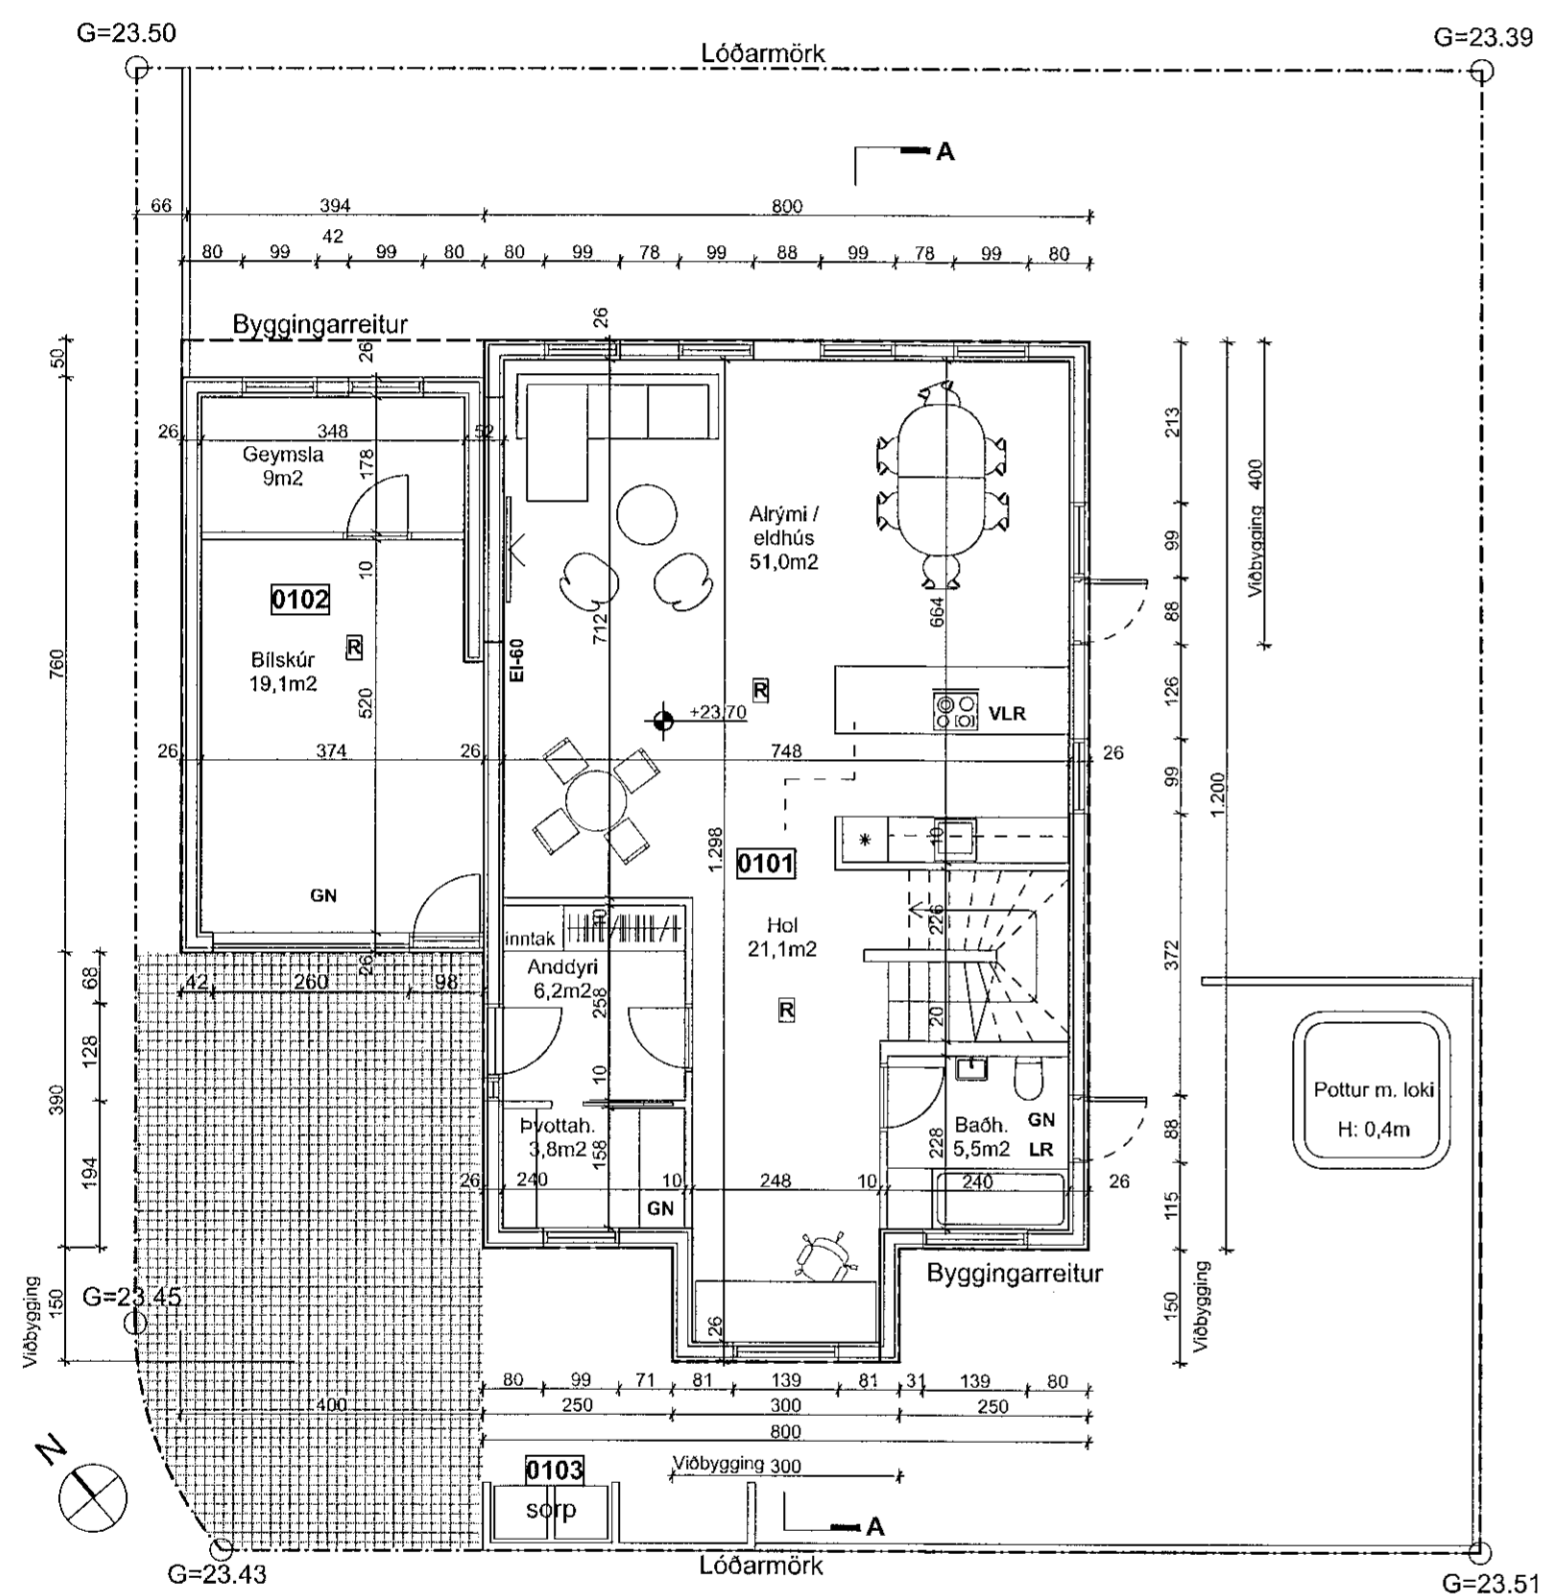 G=23.50
Lóðarmörk
G=23.39
A
66 394 800
42
80 99 99 80 80 99 78 99 88 99 78 99 80
Byggingarreitur
26
26
50
213
26 348 52
Geymsla
9m2
178
Viðbygging 400
Alrými /
eldhús
51,0m2
99
10
0102
R
712
664
88
Bílskúr
19,1m2
EI-60
760
520
R
+23.70
VLR
126
26 374 26 748 26
99
1.200
1.298
10
*
0101
GN
10
inntak
Hol
21,1m2
226
Anddyri
6,2m2
372
26
42 260 98
68
258
R
20
128
390
10
Pottur m. loki
H: 0,4m
Þvottah.
3,8m2
158
Baðh.
5,5m2
GN
LR
228
88
194
26 240 10 248 10 240 26
GN
115
Byggingarreitur
G=23.45
150
Viðbygging
26
150
Viðbygging
80 99 71 81 139 81 31 139 80
400 250 300 250
800
N
0103
Viðbygging 300
sorp
A
Lóðarmörk
G=23.43
G=23.51